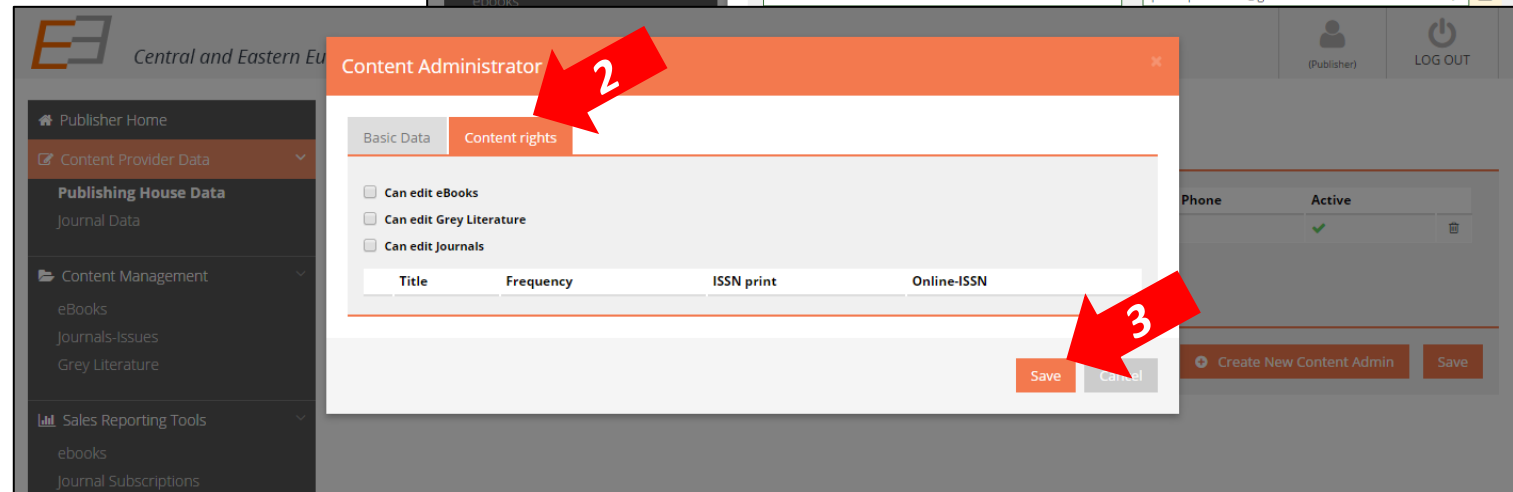 ebooks
Central and Eastern Eu
(Publisher)
LOG OUT
Content Administrator
×
2
Publisher Home
Content Provider Data
Publishing House Data
Journal Data
Content Management
eBooks
Journals-Issues
Grey Literature
Sales Reporting Tools
ebooks
Journal Subscriptions
Basic Data Content rights
Can edit eBooks
Can edit Grey Literature
Can edit Journals
Title Frequency ISSN print Online-ISSN
3
Save Cancel
Phone Active
Create New Content Admin Save